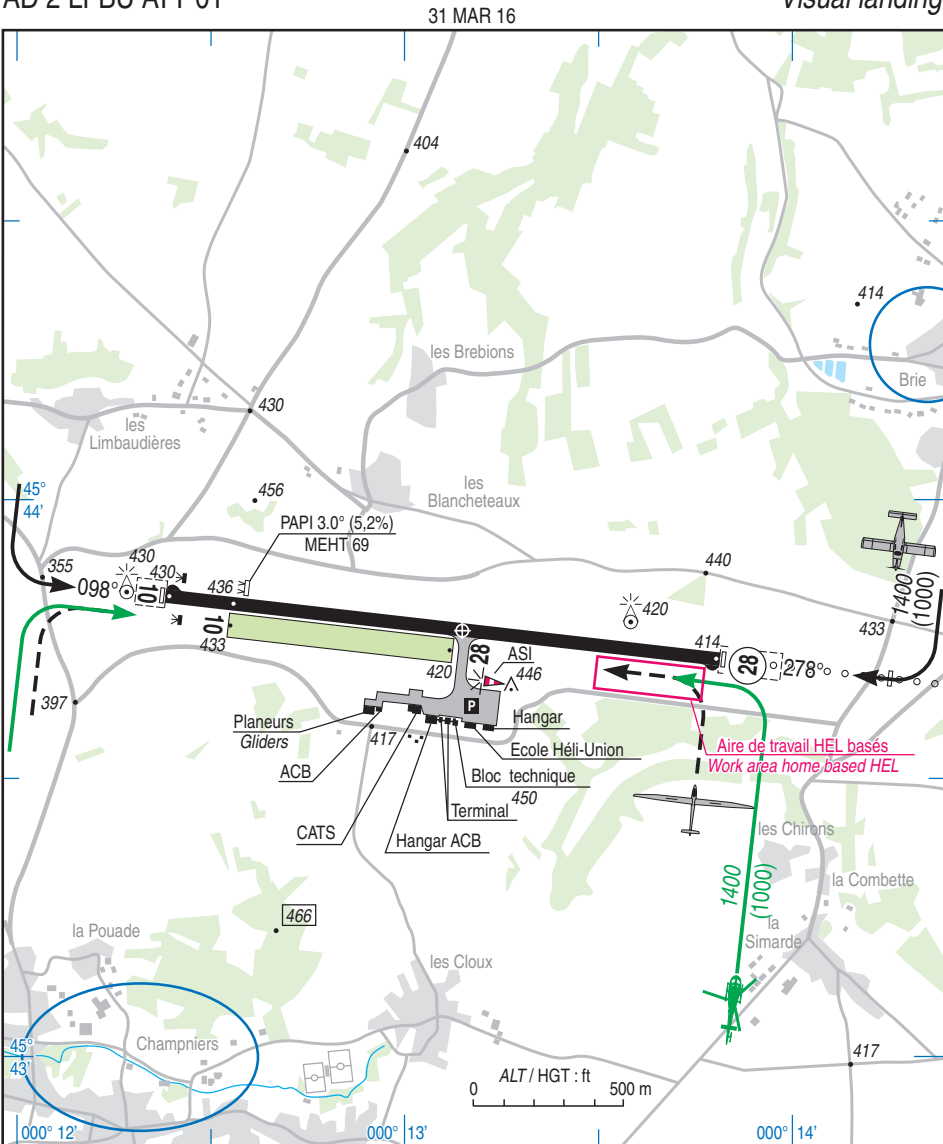 AD 2 LFBU ATT 01
Visual landing
31 MAR 16
404
414
les Brebions
Brie
430
les
Limbaudières
les
Blancheteaux
45°
44'
456
PAPI 3.0° (5,2%)
MEHT 69
355
430
430
098°
10
436
10
433
440
420
1400
(1000)
433
414
28
278°
420
28
ASI
446
P
397
Planeurs
Gliders
417
Hangar
Ecole Héli-Union
ACB
Bloc technique
450
Terminal
CATS
Hangar ACB
Aire de travail HEL basés
Work area home based HEL
les Chirons
1400
(1000)
la Combette
la
Simarde
466
la Pouade
les Cloux
Champniers
45°
43'
417
ALT / HGT : ft
0
500 m
000° 12'
000° 13'
000° 14'